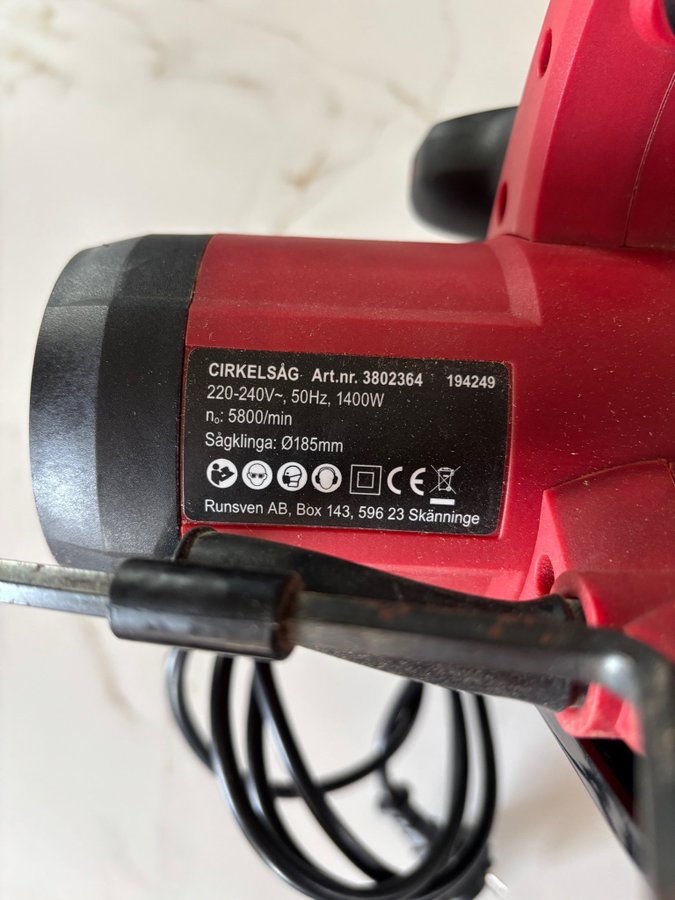 CIRKELSÅG Art.nr. 3802364 194249
220-240V~, 50Hz, 1400W
n₀: 5800/min
Sågklinga: Ø185mm
CE
Runsven AB, Box 143, 596 23 Skänninge